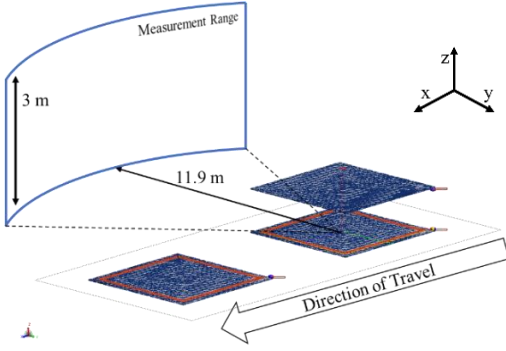 Measurement Range
3 m
z
x
y
11.9 m
Direction of Travel